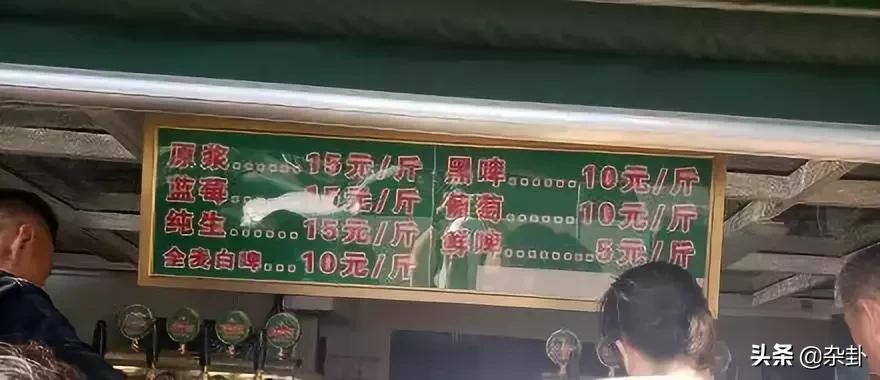 原浆......15元/斤
蓝莓......1 元/斤
纯生......15元/斤
全麦白啤...10元/斤
黑啤......10元/斤
葡萄......10元/斤
鲜啤......5元/斤
头条 @杂卦